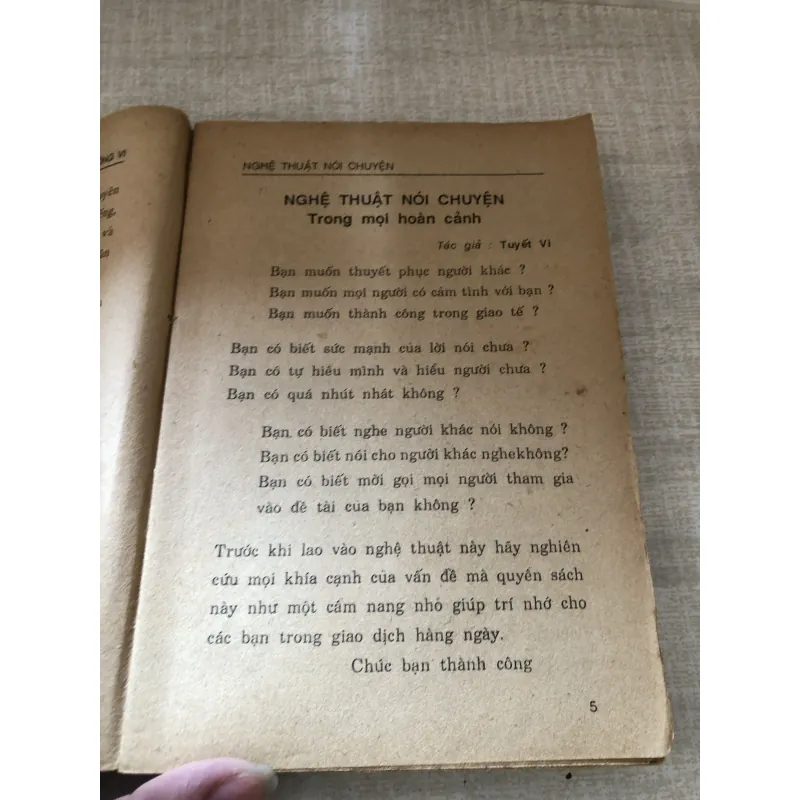 ÔNG VI
uyên
ống,
và
ân
NGHỆ THUẬT NÓI CHUYỆN
NGHỆ THUẬT NÓI CHUYỆN
Trong mọi hoàn cảnh
Tác giả : Tuyết Vi
Bạn muốn thuyết phục người khác ?
Bạn muốn mọi người có cảm tình với bạn ?
Bạn muốn thành công trong giao tế ?
Bạn có biết sức mạnh của lời nói chưa ?
Bạn có tự hiểu mình và hiểu người chưa ?
Bạn có quá nhút nhát không ?
Bạn có biết nghe người khác nói không ?
Bạn có biết nói cho người khác nghekhông?
Bạn có biết mời gọi mọi người tham gia
vào đề tài của bạn không ?
Trước khi lao vào nghệ thuật này hãy nghiên
cứu mọi khía cạnh của vấn đề mà quyển sách
này như một cẩm nang nhỏ giúp trí nhớ cho
các bạn trong giao dịch hàng ngày.
Chúc bạn thành công
5